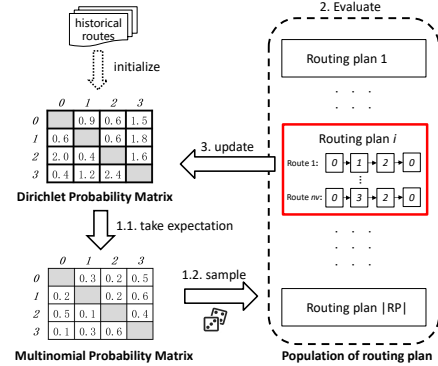 historical
routes
initialize
0 1 2 3
0 0.9 0.6 1.5
1 0.6 0.6 1.8
2 2.0 0.4 1.6
3 0.4 1.2 2.4
Dirichlet Probability Matrix
1.1. take expectation
0 1 2 3
0 0.3 0.2 0.5
1 0.2 0.2 0.6
2 0.5 0.1 0.4
3 0.1 0.3 0.6
Multinomial Probability Matrix
3. update
1.2. sample
2. Evaluate
Routing plan 1
. . .
Routing plan i
Route 1: 0 1 2 0
⋮
Route nv: 0 3 2 0
. . .
Routing plan |RP|
Population of routing plan